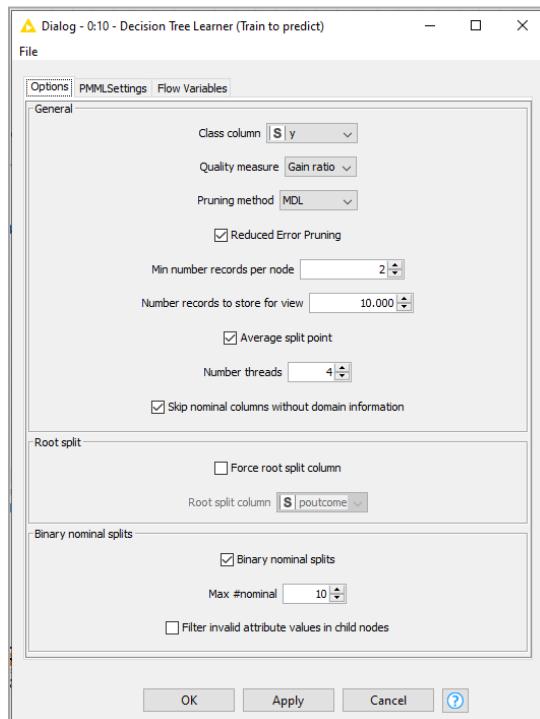 Dialog - 0:10 - Decision Tree Learner (Train to predict)
File
Options PMMLSettings Flow Variables
General
Class column S y
Quality measure Gain ratio
Pruning method MDL
Reduced Error Pruning
Min number records per node 2
Number records to store for view 10.000
Average split point
Number threads 4
Skip nominal columns without domain information
Root split
Force root split column
Root split column S poutcome
Binary nominal splits
Binary nominal splits
Max #nominal 10
Filter invalid attribute values in child nodes
OK Apply Cancel ?